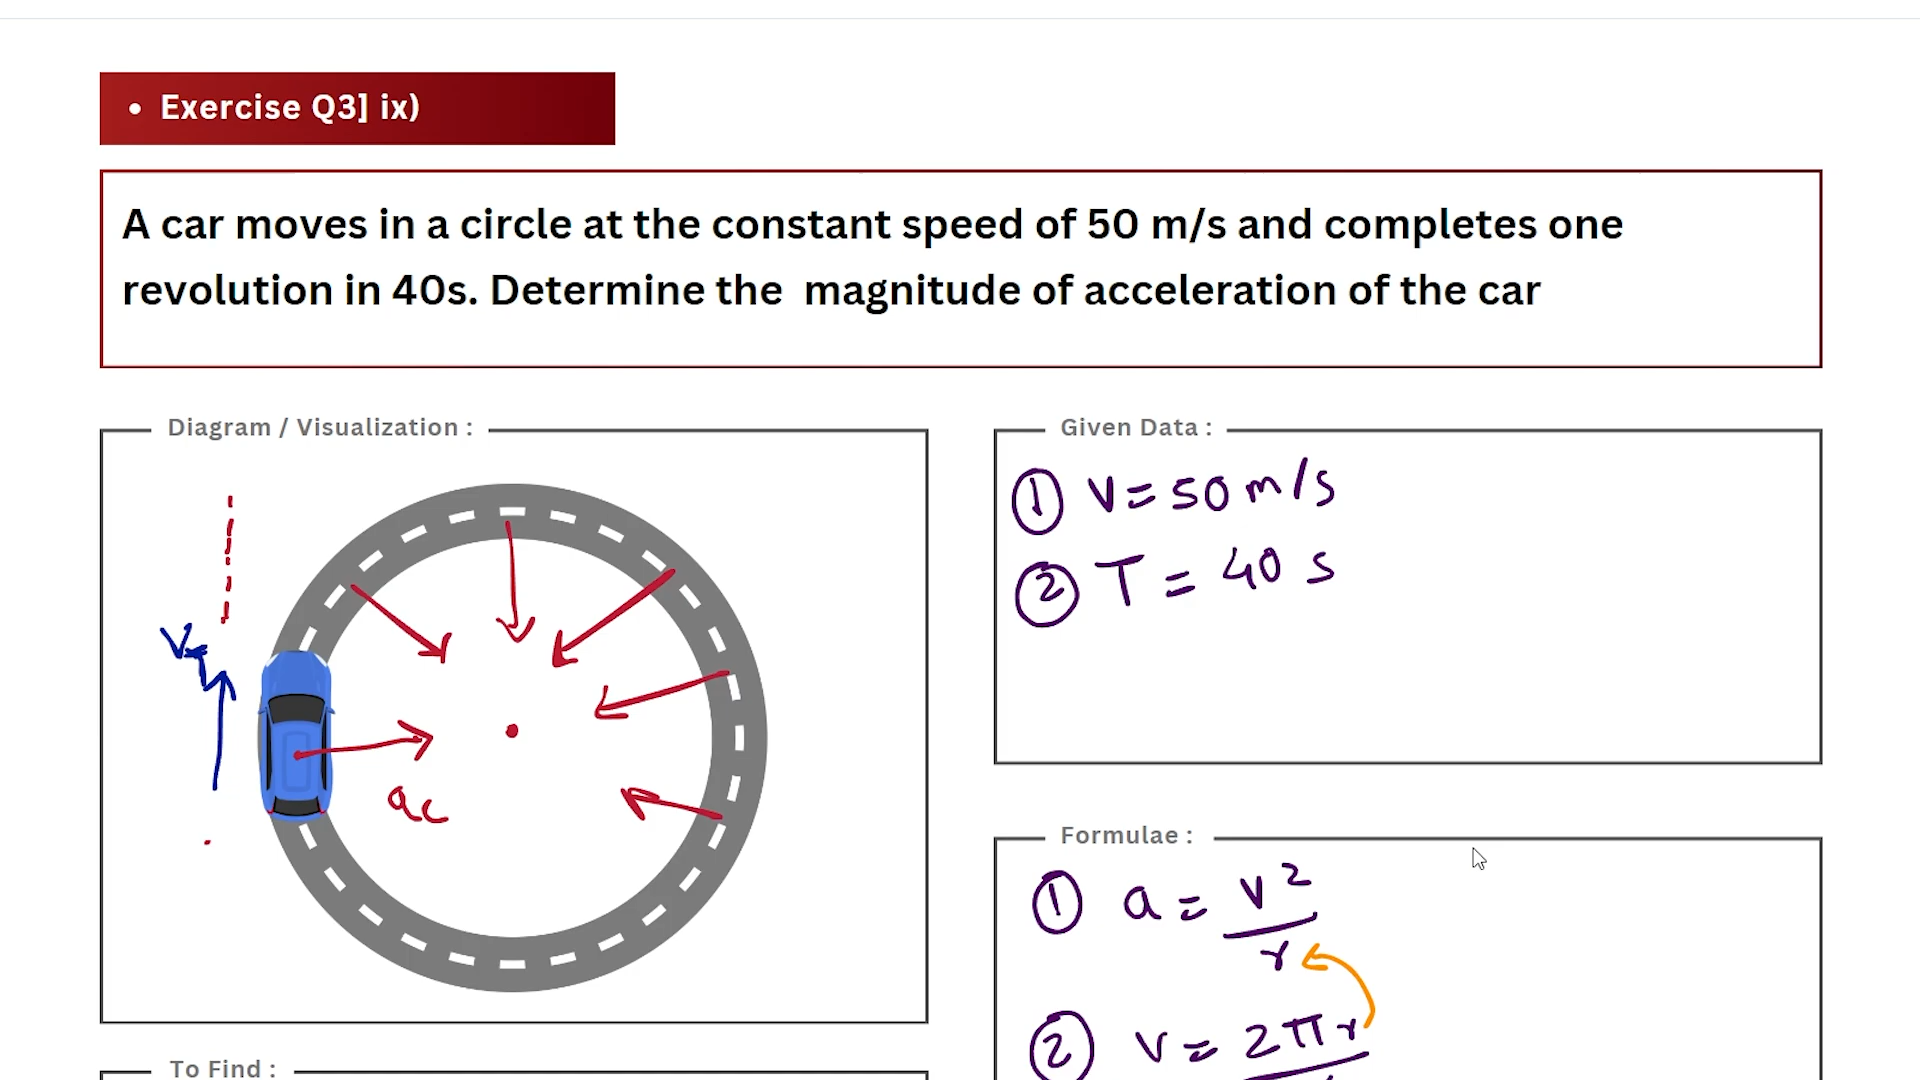 • Exercise Q3] ix)
A car moves in a circle at the constant speed of 50 m/s and completes one
revolution in 40s. Determine the magnitude of acceleration of the car
Diagram / Visualization :
V
ac
Given Data :
① V = 50 m/s
② T = 40 s
Formulae :
① a = v²
r
② v = 2πr
To Find :